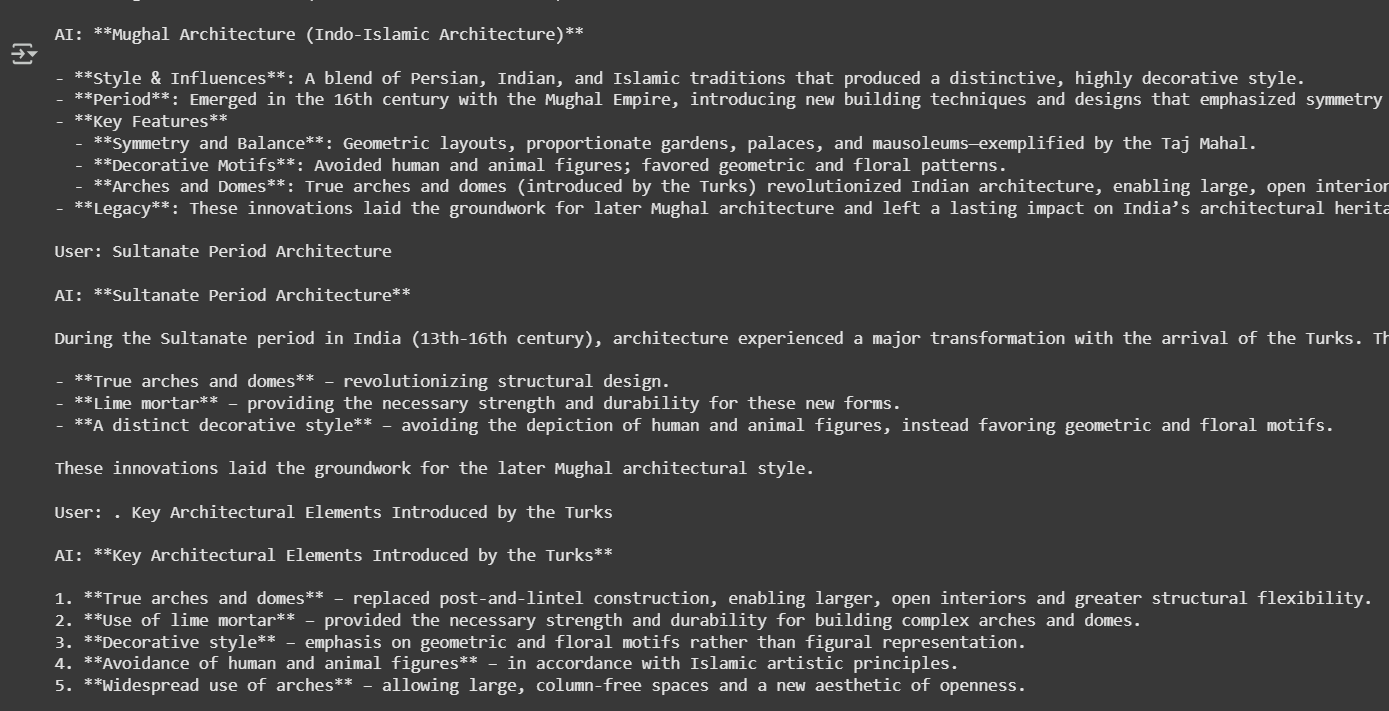 AI: **Mughal Architecture (Indo-Islamic Architecture)**
- **Style & Influences**: A blend of Persian, Indian, and Islamic traditions that produced a distinctive, highly decorative style.
- **Period**: Emerged in the 16th century with the Mughal Empire, introducing new building techniques and designs that emphasized symmetry
- **Key Features**
- **Symmetry and Balance**: Geometric layouts, proportionate gardens, palaces, and mausoleums—exemplified by the Taj Mahal.
- **Decorative Motifs**: Avoided human and animal figures; favored geometric and floral patterns.
- **Arches and Domes**: True arches and domes (introduced by the Turks) revolutionized Indian architecture, enabling large, open interior
- **Legacy**: These innovations laid the groundwork for later Mughal architecture and left a lasting impact on India’s architectural herita
User: Sultanate Period Architecture
AI: **Sultanate Period Architecture**
During the Sultanate period in India (13th-16th century), architecture experienced a major transformation with the arrival of the Turks. Th
- **True arches and domes** – revolutionizing structural design.
- **Lime mortar** – providing the necessary strength and durability for these new forms.
- **A distinct decorative style** – avoiding the depiction of human and animal figures, instead favoring geometric and floral motifs.
These innovations laid the groundwork for the later Mughal architectural style.
User: . Key Architectural Elements Introduced by the Turks
AI: **Key Architectural Elements Introduced by the Turks**
1. **True arches and domes** – replaced post-and-lintel construction, enabling larger, open interiors and greater structural flexibility.
2. **Use of lime mortar** – provided the necessary strength and durability for building complex arches and domes.
3. **Decorative style** – emphasis on geometric and floral motifs rather than figural representation.
4. **Avoidance of human and animal figures** – in accordance with Islamic artistic principles.
5. **Widespread use of arches** – allowing large, column-free spaces and a new aesthetic of openness.